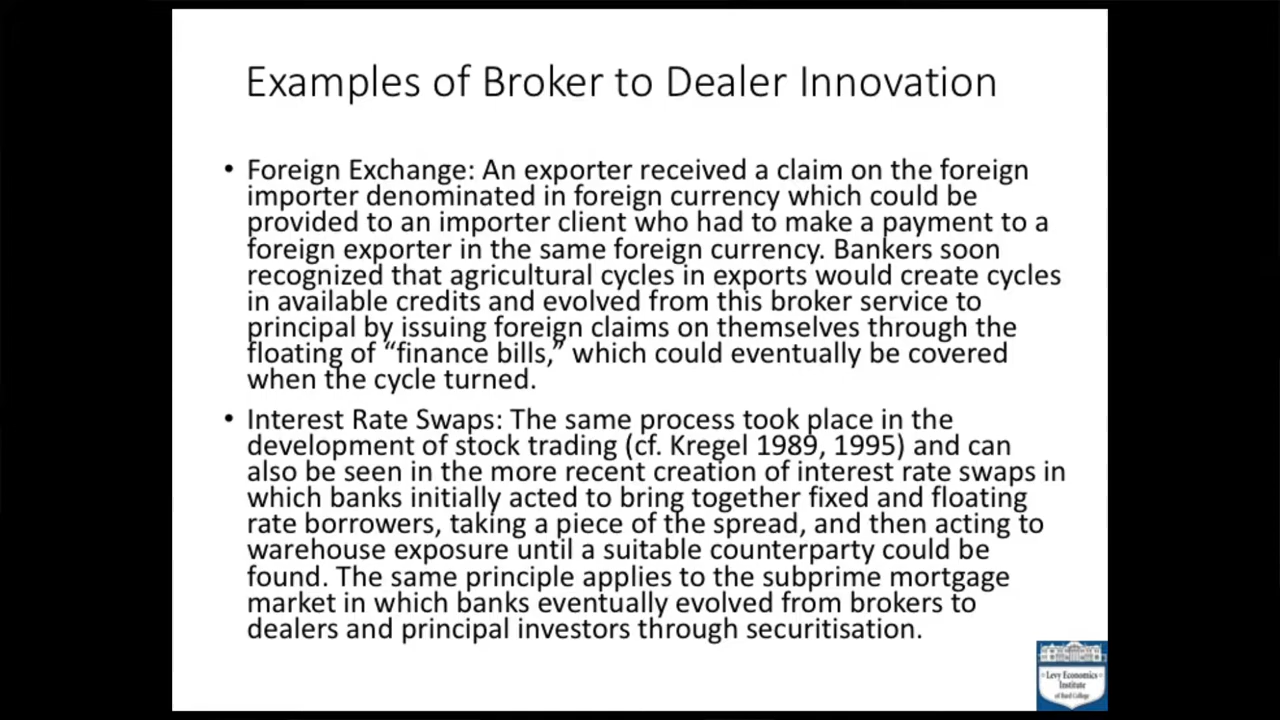 Examples of Broker to Dealer Innovation
• Foreign Exchange: An exporter received a claim on the foreign
importer denominated in foreign currency which could be
provided to an importer client who had to make a payment to a
foreign exporter in the same foreign currency. Bankers soon
recognized that agricultural cycles in exports would create cycles
in available credits and evolved from this broker service to
principal by issuing foreign claims on themselves through the
floating of “finance bills,” which could eventually be covered
when the cycle turned.
• Interest Rate Swaps: The same process took place in the
development of stock trading (cf. Kregel 1989, 1995) and can
also be seen in the more recent creation of interest rate swaps in
which banks initially acted to bring together fixed and floating
rate borrowers, taking a piece of the spread, and then acting to
warehouse exposure until a suitable counterparty could be
found. The same principle applies to the subprime mortgage
market in which banks eventually evolved from brokers to
dealers and principal investors through securitisation.
Levy Economics
Institute
of Bard College